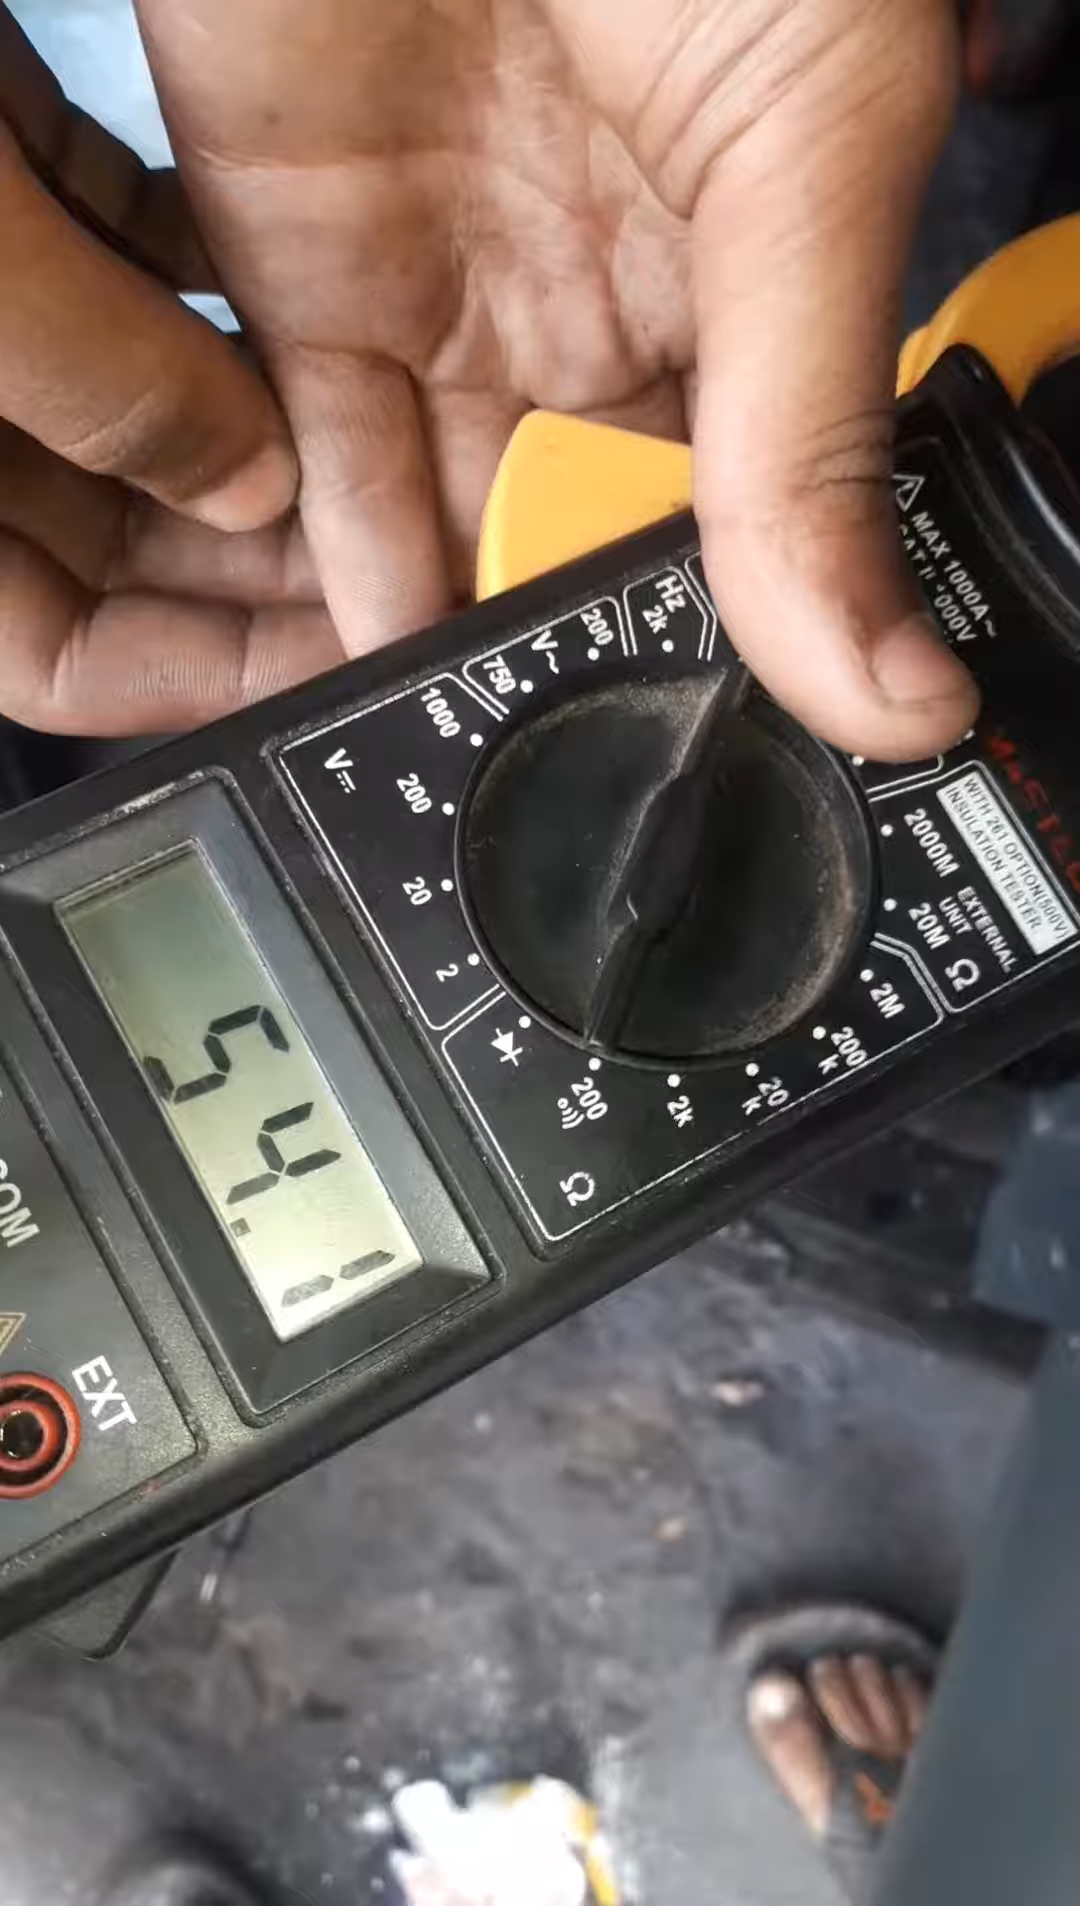 MAX 1000A~
Hz
2k
200
V~
750
1000
V⎓
200
20
2
200
Ω
2k
20
k
200
k
2M
20M
2000M
EXTERNAL
UNIT
Ω
WITH 261 OPTION(500V)
INSULATION TESTER
54.1
COM
EXT